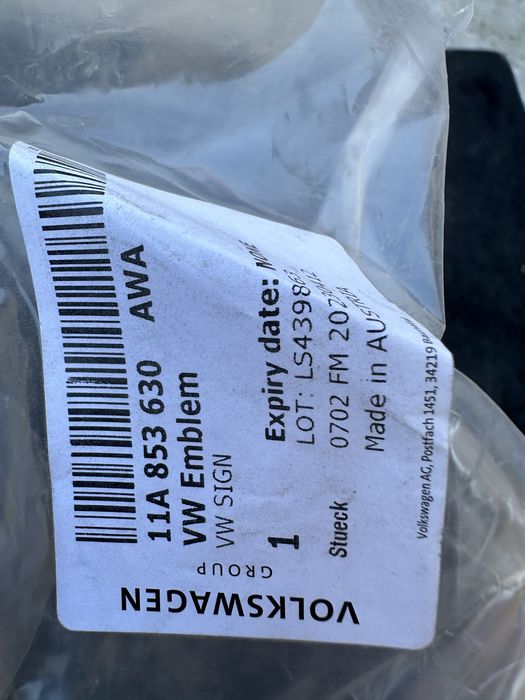 11A 853 630 AWA
VW Emblem
VW SIGN
1
Stueck
Expiry date:
LOT:
0702 FM
Made in
Volkswagen AG, Postfach 1451, 34219
VOLKSWAGEN
GROUP